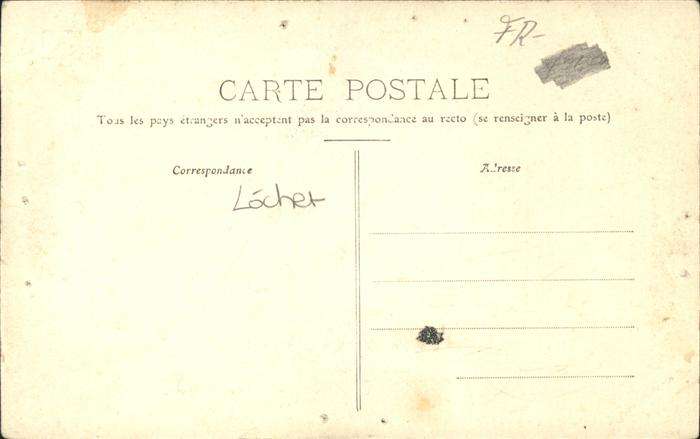 FR-
CARTE POSTALE
Tous les pays étrangers n'acceptent pas la correspondance au recto (se renseigner à la poste)
Correspondance
Adresse
Lôchet